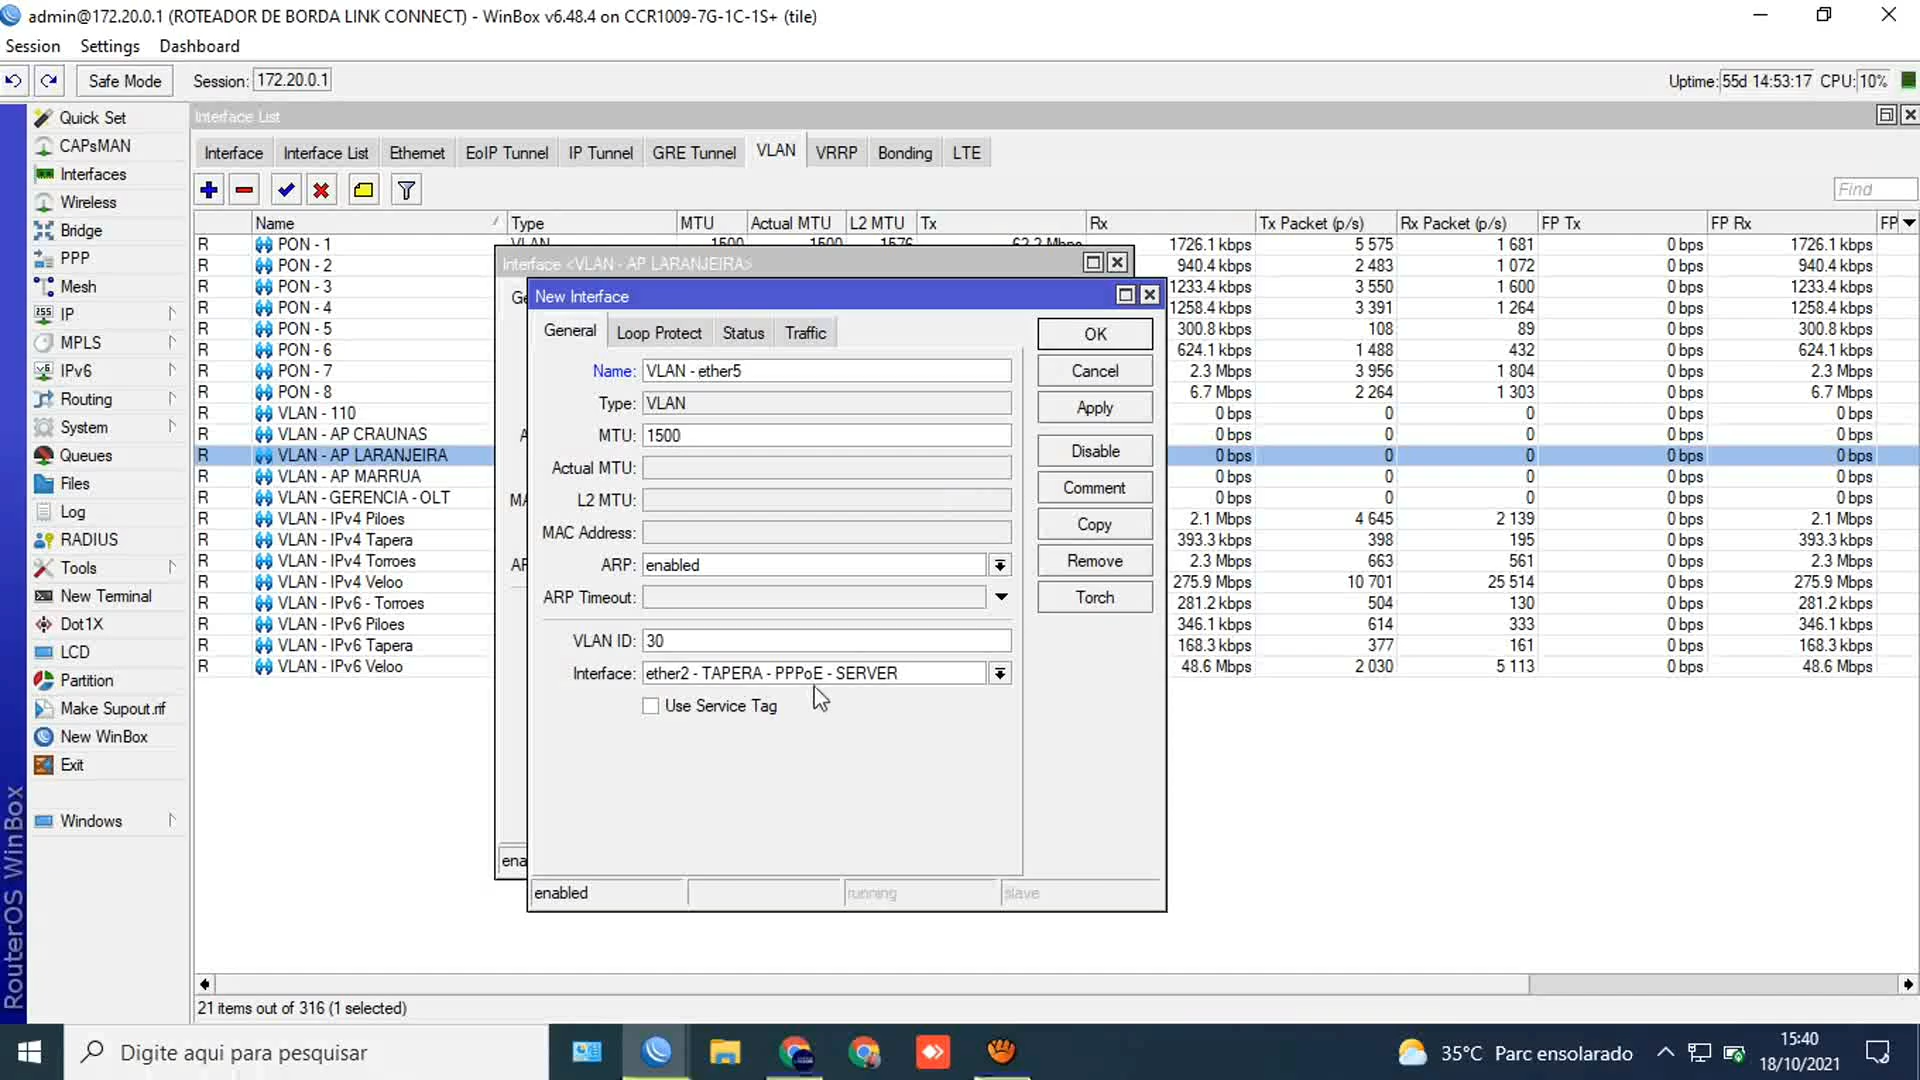 admin@172.20.0.1 (ROTEADOR DE BORDA LINK CONNECT) - WinBox v6.48.4 on CCR1009-7G-1C-1S+ (tile)
Session Settings Dashboard
Safe Mode Session: 172.20.0.1 Uptime: 55d 14:53:17 CPU: 10%
Quick Set
CAPsMAN
Interfaces
Wireless
Bridge
PPP
Mesh
IP
MPLS
IPv6
Routing
System
Queues
Files
Log
RADIUS
Tools
New Terminal
Dot1X
LCD
Partition
Make Supout.rif
New WinBox
Exit
Windows
RouterOS WinBox
Interface List
Interface Interface List Ethernet EoIP Tunnel IP Tunnel GRE Tunnel VLAN VRRP Bonding LTE
Find
Name Type MTU Actual MTU L2 MTU Tx Rx Tx Packet (p/s) Rx Packet (p/s) FP Tx FP Rx FP
R PON - 1 VLAN 1500 1500 1576 62.2 Mbps 1726.1 kbps 5 575 1 681 0 bps 1726.1 kbps
R PON - 2 940.4 kbps 2 483 1 072 0 bps 940.4 kbps
R PON - 3 1233.4 kbps 3 550 1 600 0 bps 1233.4 kbps
R PON - 4 1258.4 kbps 3 391 1 264 0 bps 1258.4 kbps
R PON - 5 300.8 kbps 108 89 0 bps 300.8 kbps
R PON - 6 624.1 kbps 1 488 432 0 bps 624.1 kbps
R PON - 7 2.3 Mbps 3 956 1 804 0 bps 2.3 Mbps
R PON - 8 6.7 Mbps 2 264 1 303 0 bps 6.7 Mbps
R VLAN - 110 0 bps 0 0 0 bps 0 bps
R VLAN - AP CRAUNAS 0 bps 0 0 0 bps 0 bps
R VLAN - AP LARANJEIRA 0 bps 0 0 0 bps 0 bps
R VLAN - AP MARRUA 0 bps 0 0 0 bps 0 bps
R VLAN - GERENCIA - OLT 0 bps 0 0 0 bps 0 bps
R VLAN - IPv4 Piloes 2.1 Mbps 4 645 2 139 0 bps 2.1 Mbps
R VLAN - IPv4 Tapera 393.3 kbps 398 195 0 bps 393.3 kbps
R VLAN - IPv4 Torroes 2.3 Mbps 663 561 0 bps 2.3 Mbps
R VLAN - IPv4 Veloo 275.9 Mbps 10 701 25 514 0 bps 275.9 Mbps
R VLAN - IPv6 - Torroes 281.2 kbps 504 130 0 bps 281.2 kbps
R VLAN - IPv6 Piloes 346.1 kbps 614 333 0 bps 346.1 kbps
R VLAN - IPv6 Tapera 168.3 kbps 377 161 0 bps 168.3 kbps
R VLAN - IPv6 Veloo 48.6 Mbps 2 030 5 113 0 bps 48.6 Mbps
Interface <VLAN - AP LARANJEIRA>
New Interface
General Loop Protect Status Traffic
Name: VLAN - ether5
Type: VLAN
MTU: 1500
Actual MTU:
L2 MTU:
MAC Address:
ARP: enabled
ARP Timeout:
VLAN ID: 30
Interface: ether2 - TAPERA - PPPoE - SERVER
Use Service Tag
OK
Cancel
Apply
Disable
Comment
Copy
Remove
Torch
ena
enabled running slave
21 items out of 316 (1 selected)
Digite aqui para pesquisar
35°C Parc ensolarado
15:40
18/10/2021